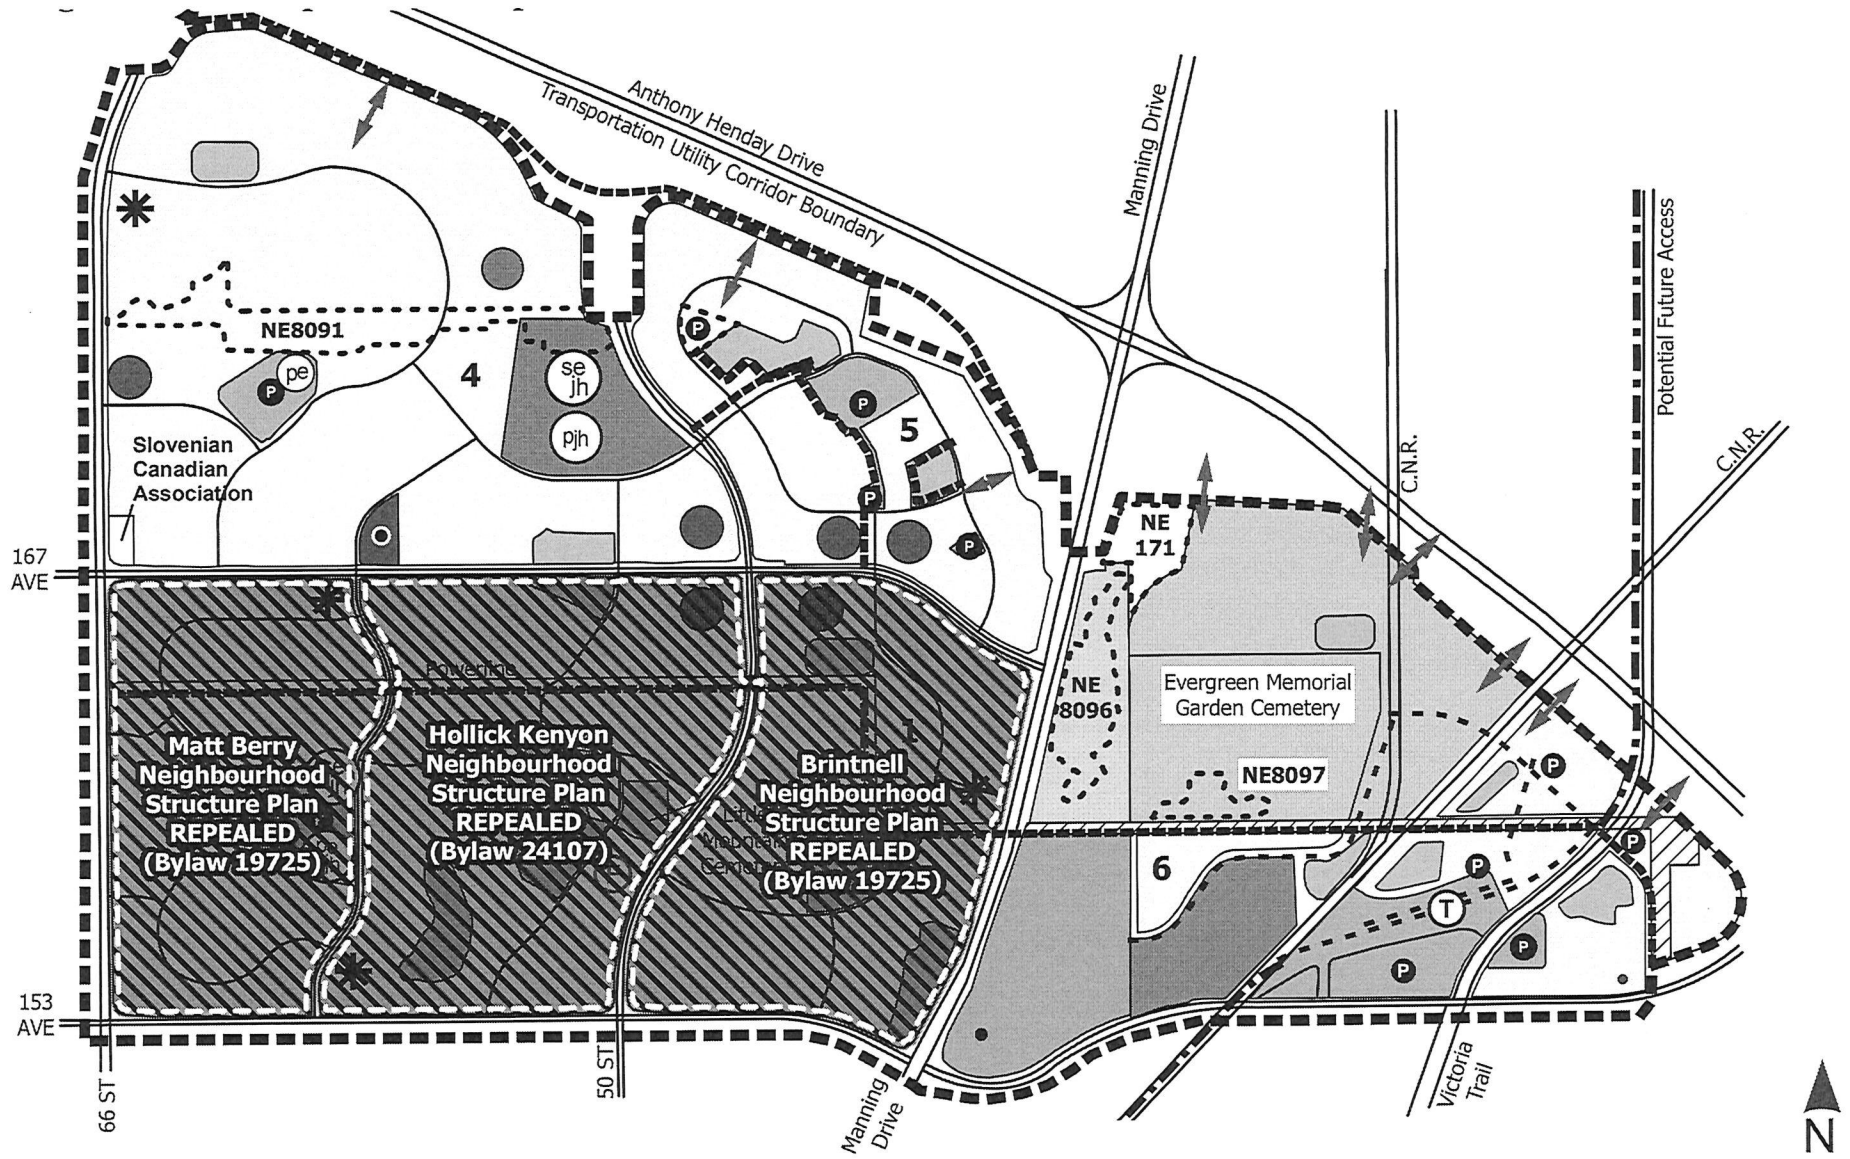 Anthony Henday Drive
Transportation Utility Corridor Boundary
Manning Drive
Potential Future Access
C.N.R.
C.N.R.
NE8091
P
pe
4
se
jh
pjh
P
P
5
P
P
Slovenian
Canadian
Association
NE
171
167
AVE
Powerline
NE
8096
Evergreen Memorial
Garden Cemetery
NE8097
Matt Berry
Neighbourhood
Structure Plan
REPEALED
(Bylaw 19725)
Hollick Kenyon
Neighbourhood
Structure Plan
REPEALED
(Bylaw 24107)
Brintnell
Neighbourhood
Structure Plan
REPEALED
(Bylaw 19725)
Little
Mountain
Cemetery
P
P
6
P
T
P
P
153
AVE
66 ST
50 ST
Manning
Drive
Victoria
Trail
N